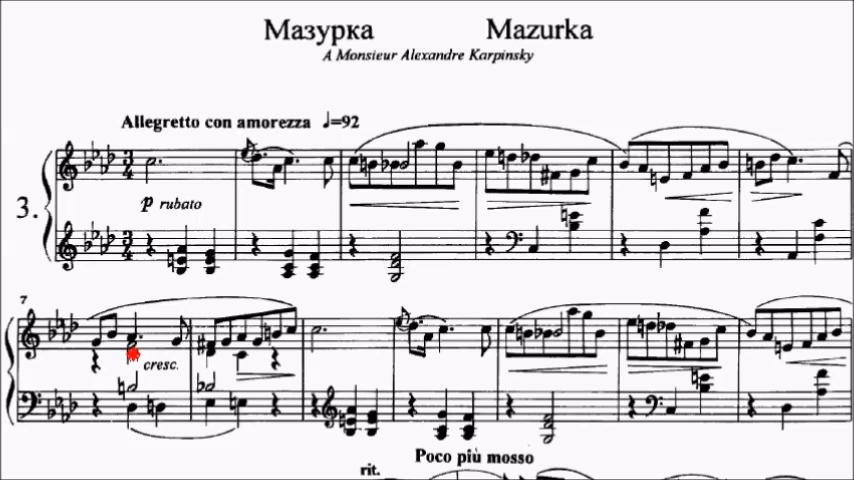 Мазурка Mazurka
A Monsieur Alexandre Karpinsky
Allegretto con amorezza ♩=92
3.
p rubato
7
cresc.
Poco più mosso
rit.